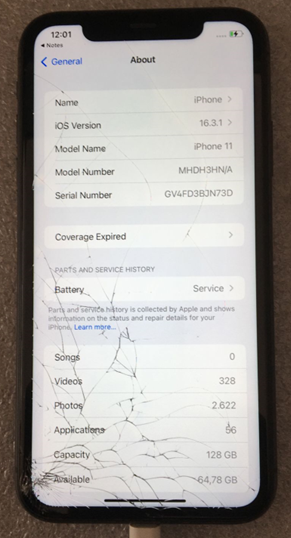 12:01
Notes
General
About
Name iPhone
iOS Version 16.3.1
Model Name iPhone 11
Model Number MHDH3HN/A
Serial Number GV4FD3BJN73D
Coverage Expired
PARTS AND SERVICE HISTORY
Battery Service
Parts and service history is collected by Apple and shows
information on the status and repair details for your
iPhone. Learn more...
Songs 0
Videos 328
Photos 2.622
Applications 56
Capacity 128 GB
Available 64,78 GB